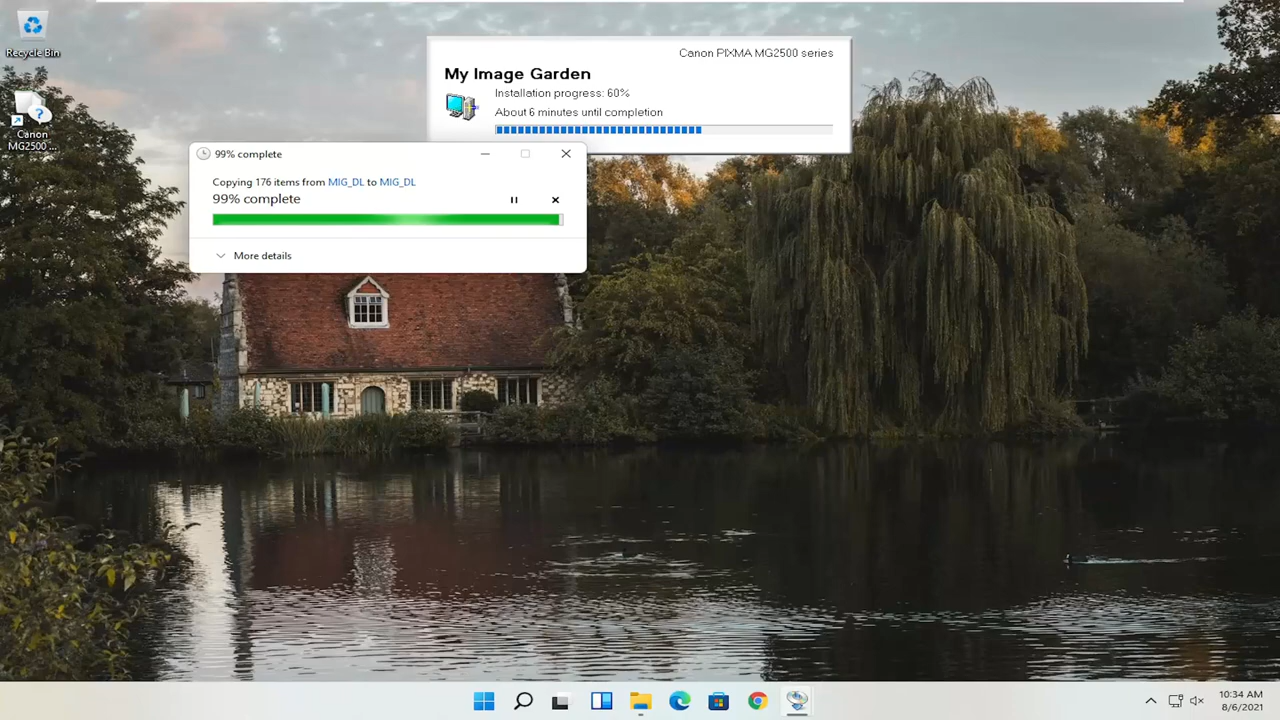 Recycle Bin
Canon
MG2500 ...
Canon PIXMA MG2500 series
My Image Garden
Installation progress: 60%
About 6 minutes until completion
99% complete
Copying 176 items from MIG_DL to MIG_DL
99% complete
More details
10:34 AM
8/6/2021